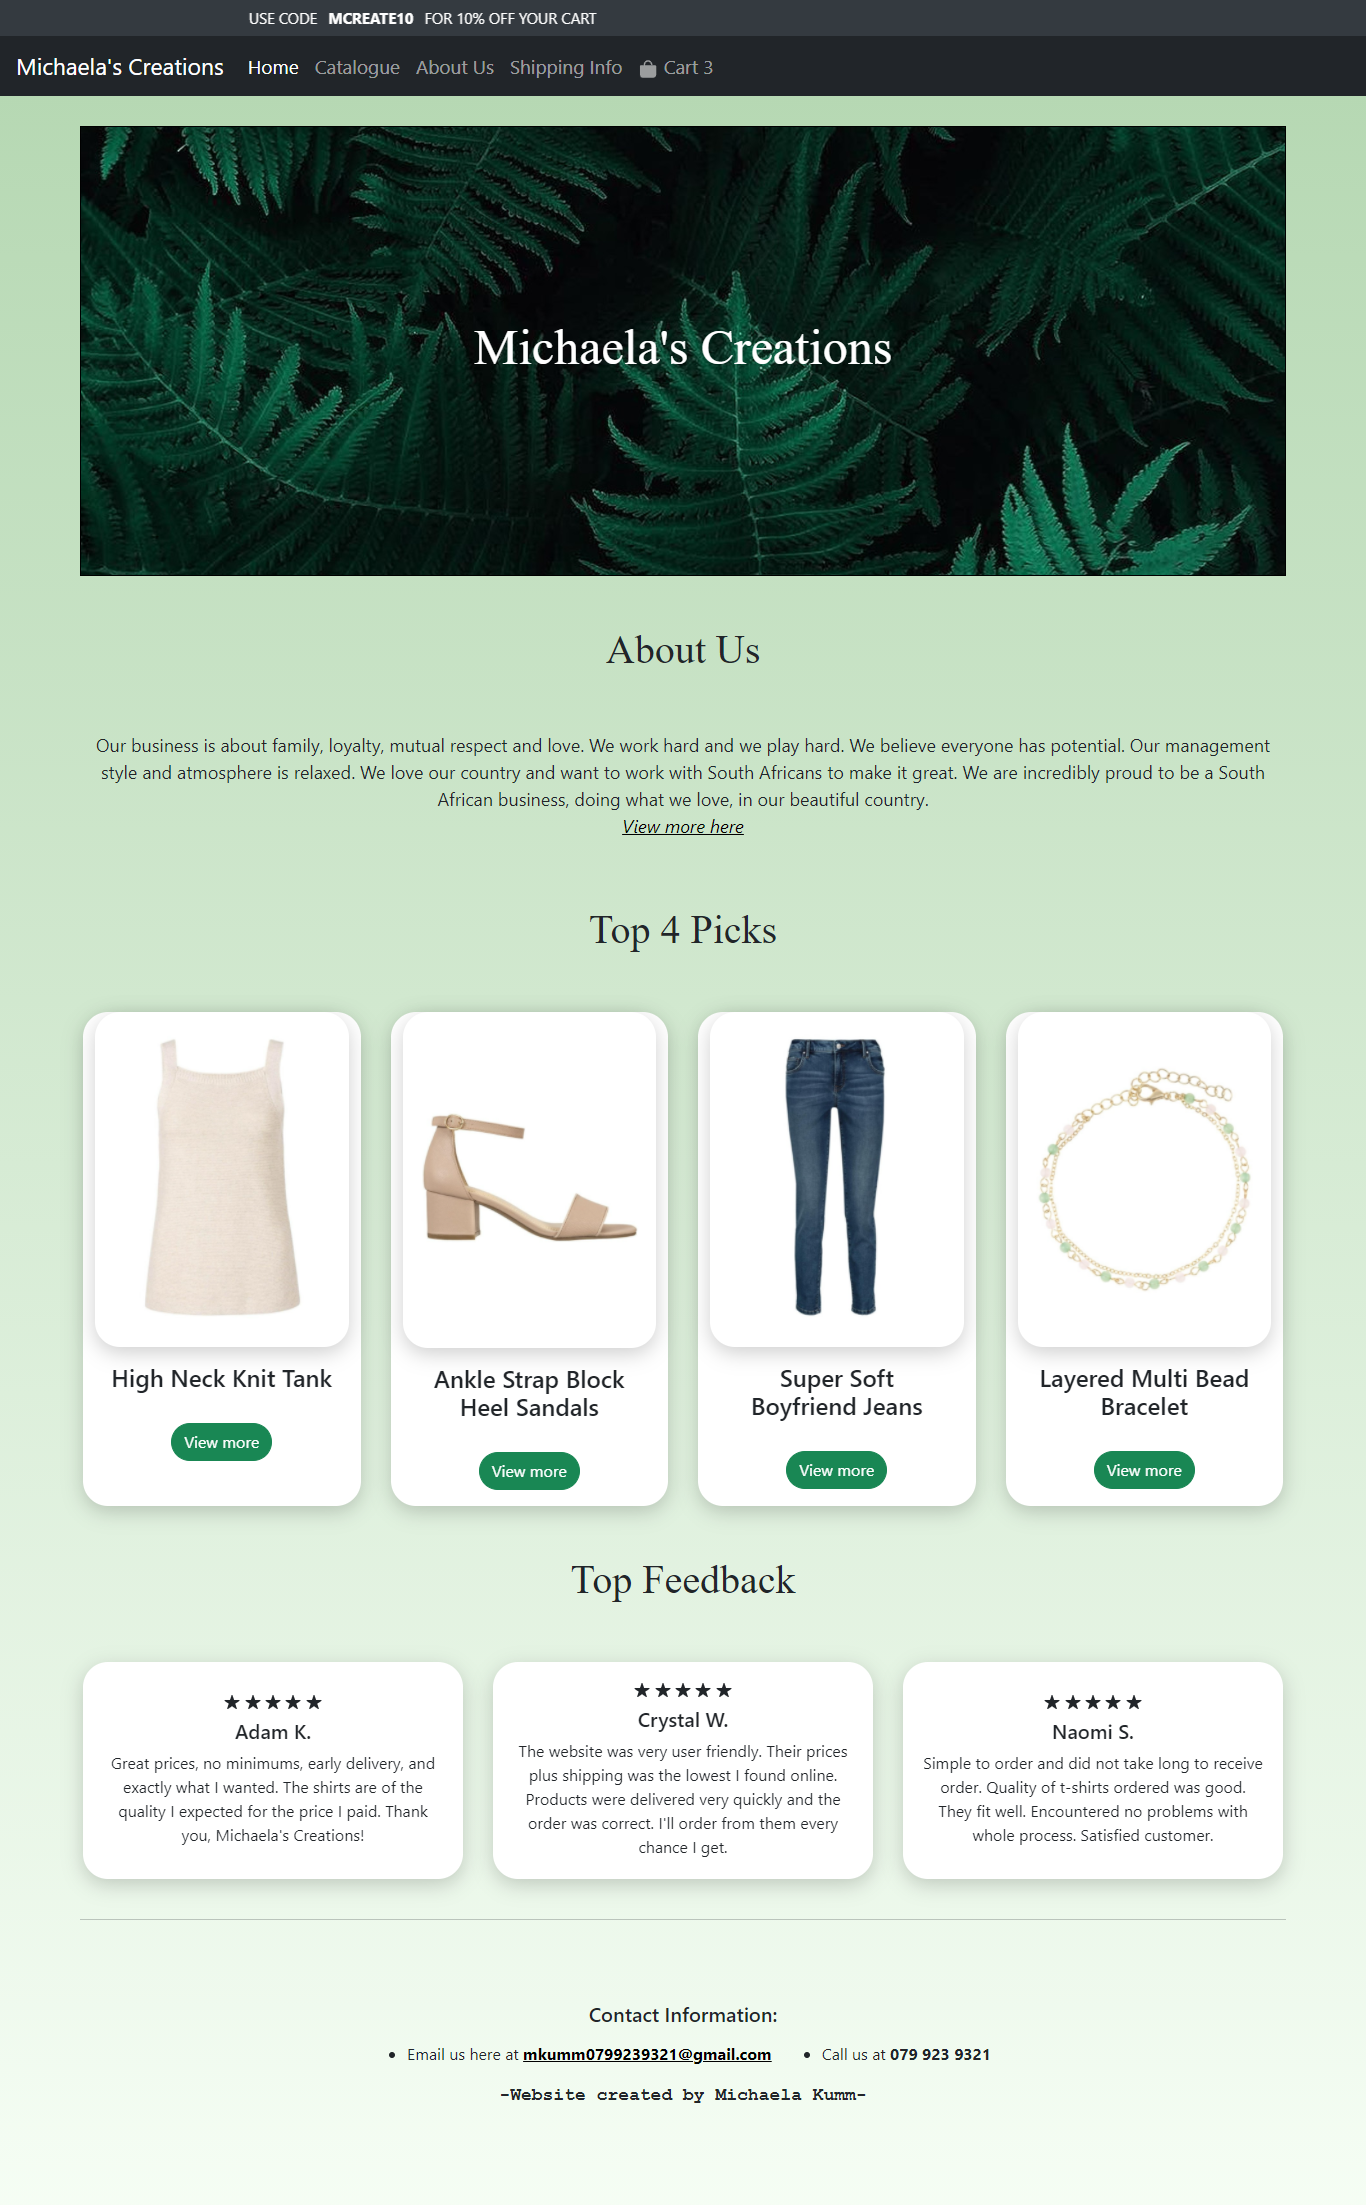 USE CODE MCREATE10 FOR 10% OFF YOUR CART
Michaela's Creations Home Catalogue About Us Shipping Info Cart 3
Michaela's Creations
About Us
Our business is about family, loyalty, mutual respect and love. We work hard and we play hard. We believe everyone has potential. Our management
style and atmosphere is relaxed. We love our country and want to work with South Africans to make it great. We are incredibly proud to be a South
African business, doing what we love, in our beautiful country.
View more here
Top 4 Picks
High Neck Knit Tank
View more
Ankle Strap Block
Heel Sandals
View more
Super Soft
Boyfriend Jeans
View more
Layered Multi Bead
Bracelet
View more
Top Feedback
★★★★★
Adam K.
Great prices, no minimums, early delivery, and
exactly what I wanted. The shirts are of the
quality I expected for the price I paid. Thank
you, Michaela's Creations!
★★★★★
Crystal W.
The website was very user friendly. Their prices
plus shipping was the lowest I found online.
Products were delivered very quickly and the
order was correct. I'll order from them every
chance I get.
★★★★★
Naomi S.
Simple to order and did not take long to receive
order. Quality of t-shirts ordered was good.
They fit well. Encountered no problems with
whole process. Satisfied customer.
Contact Information:
• Email us here at mkumm0799239321@gmail.com • Call us at 079 923 9321
-Website created by Michaela Kumm-